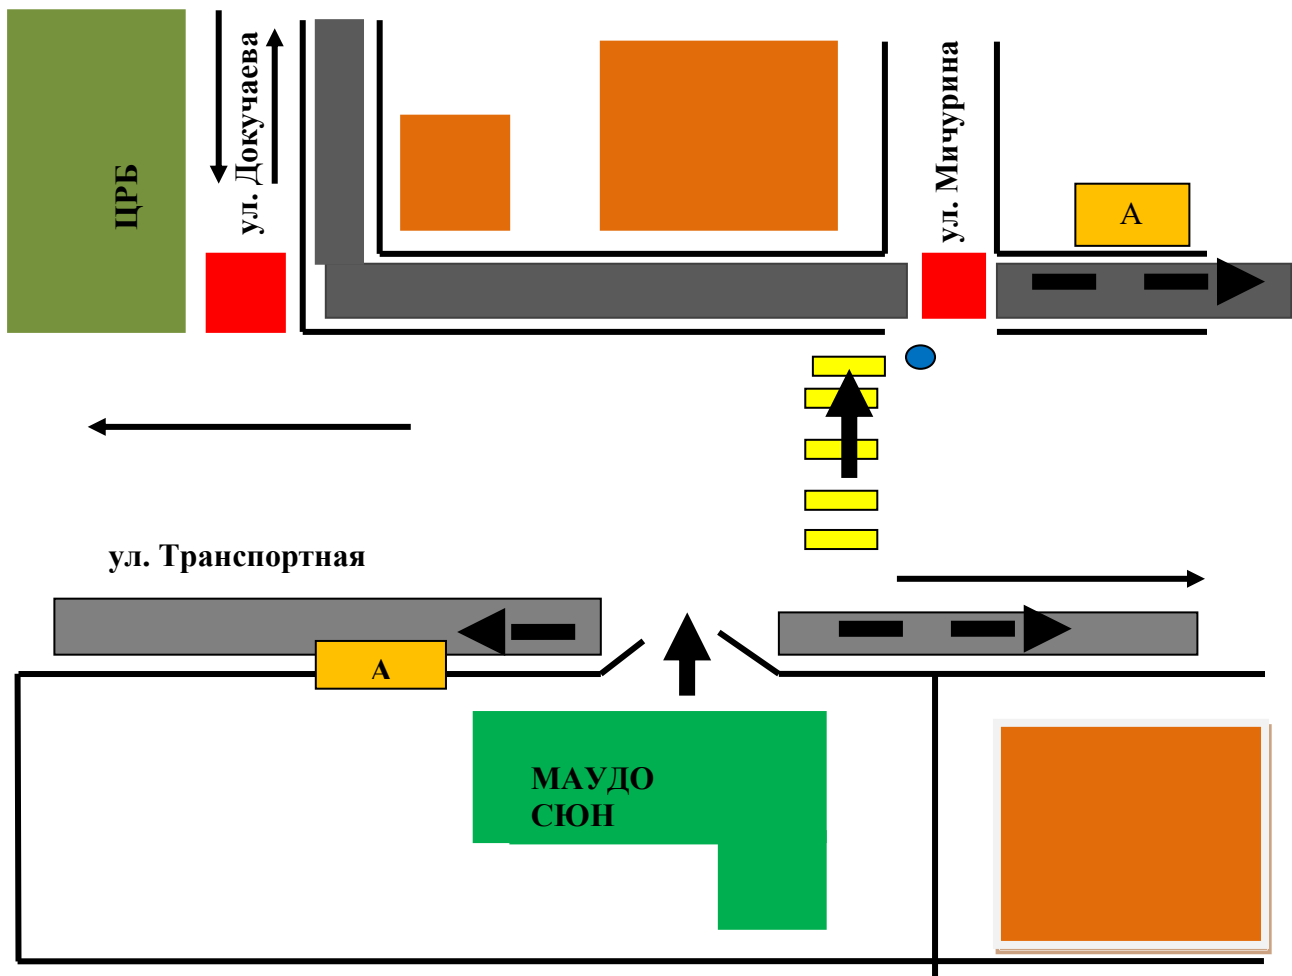 ЦРБ
ул. Докучаева
ул. Мичурина
А
ул. Транспортная
А
МАУДО
СЮН